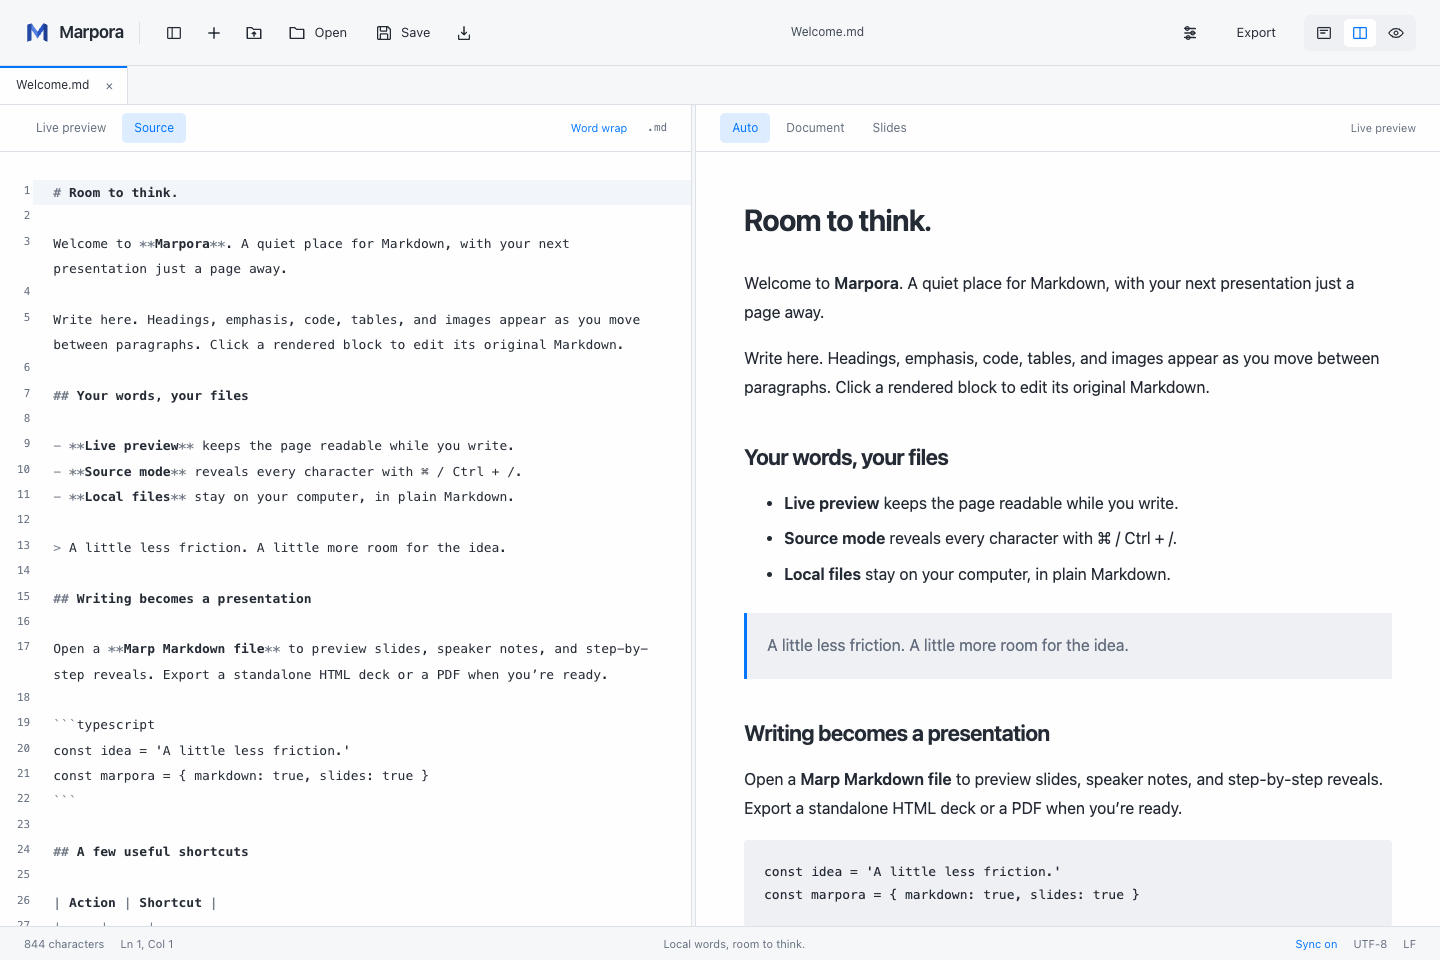 Marpora
Open
Save
Welcome.md
Export
Welcome.md ×
Live preview
Source
Word wrap
.md
1 # Room to think.
2
3 Welcome to **Marpora**. A quiet place for Markdown, with your next
presentation just a page away.
4
5 Write here. Headings, emphasis, code, tables, and images appear as you move
between paragraphs. Click a rendered block to edit its original Markdown.
6
7 ## Your words, your files
8
9 - **Live preview** keeps the page readable while you write.
10 - **Source mode** reveals every character with ⌘ / Ctrl + /.
11 - **Local files** stay on your computer, in plain Markdown.
12
13 > A little less friction. A little more room for the idea.
14
15 ## Writing becomes a presentation
16
17 Open a **Marp Markdown file** to preview slides, speaker notes, and step-by-
step reveals. Export a standalone HTML deck or a PDF when you’re ready.
18
19 ```typescript
20 const idea = 'A little less friction.'
21 const marpora = { markdown: true, slides: true }
22 ```
23
24 ## A few useful shortcuts
25
26 | Action | Shortcut |
27
Auto
Document
Slides
Live preview
Room to think.
Welcome to Marpora. A quiet place for Markdown, with your next presentation just a
page away.
Write here. Headings, emphasis, code, tables, and images appear as you move between
paragraphs. Click a rendered block to edit its original Markdown.
Your words, your files
• Live preview keeps the page readable while you write.
• Source mode reveals every character with ⌘ / Ctrl + /.
• Local files stay on your computer, in plain Markdown.
A little less friction. A little more room for the idea.
Writing becomes a presentation
Open a Marp Markdown file to preview slides, speaker notes, and step-by-step reveals.
Export a standalone HTML deck or a PDF when you’re ready.
const idea = 'A little less friction.'
const marpora = { markdown: true, slides: true }
844 characters
Ln 1, Col 1
Local words, room to think.
Sync on
UTF-8
LF